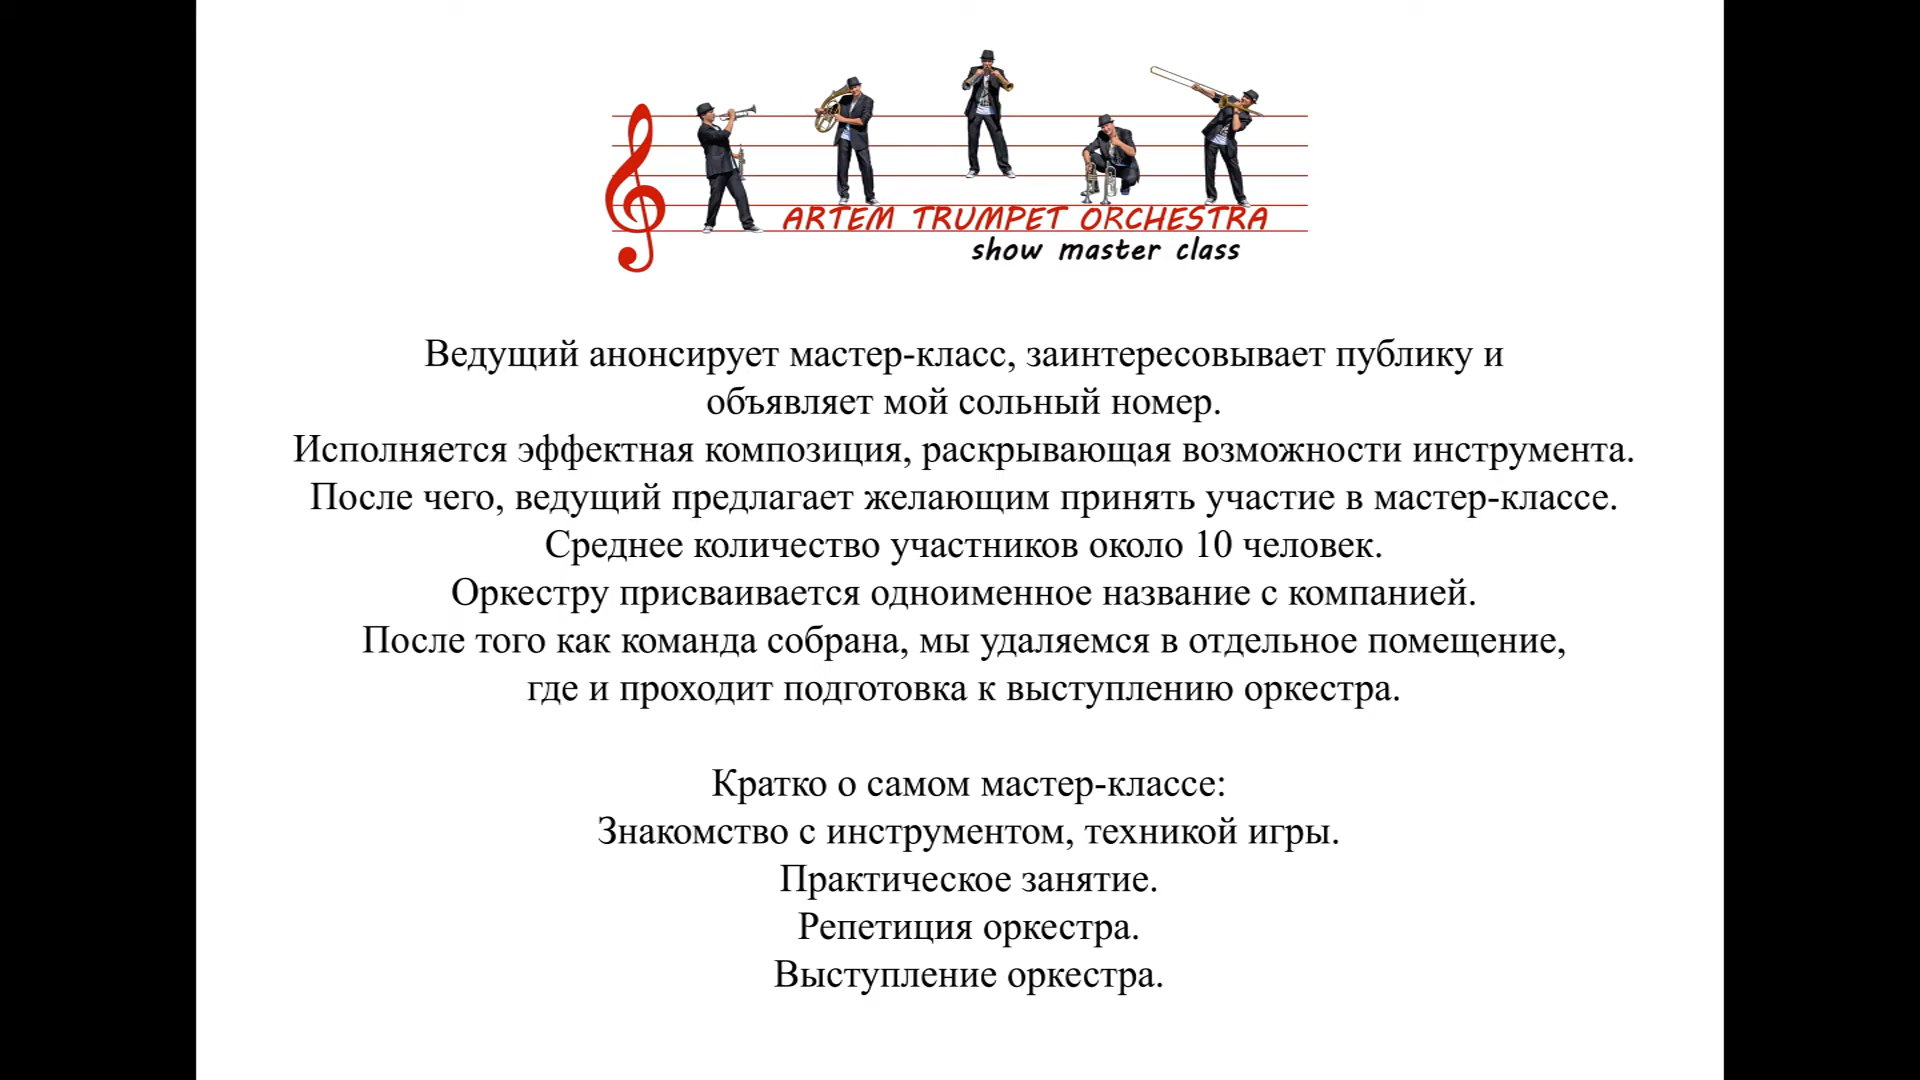 ARTEM TRUMPET ORCHESTRA
show master class
Ведущий анонсирует мастер-класс, заинтересовывает публику и
объявляет мой сольный номер.
Исполняется эффектная композиция, раскрывающая возможности инструмента.
После чего, ведущий предлагает желающим принять участие в мастер-классе.
Среднее количество участников около 10 человек.
Оркестру присваивается одноименное название с компанией.
После того как команда собрана, мы удаляемся в отдельное помещение,
где и проходит подготовка к выступлению оркестра.
Кратко о самом мастер-классе:
Знакомство с инструментом, техникой игры.
Практическое занятие.
Репетиция оркестра.
Выступление оркестра.